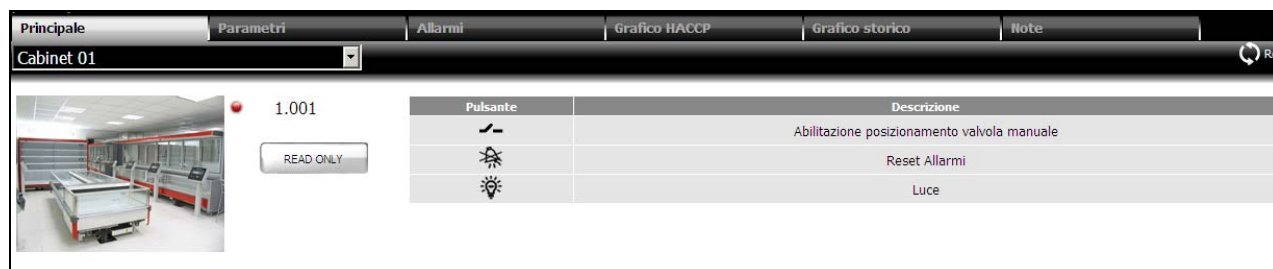 Principale Parametri Allarmi Grafico HACCP Grafico storico Note
Cabinet 01
1.001 Pulsante Descrizione
Abilitazione posizionamento valvola manuale
READ ONLY Reset Allarmi
Luce